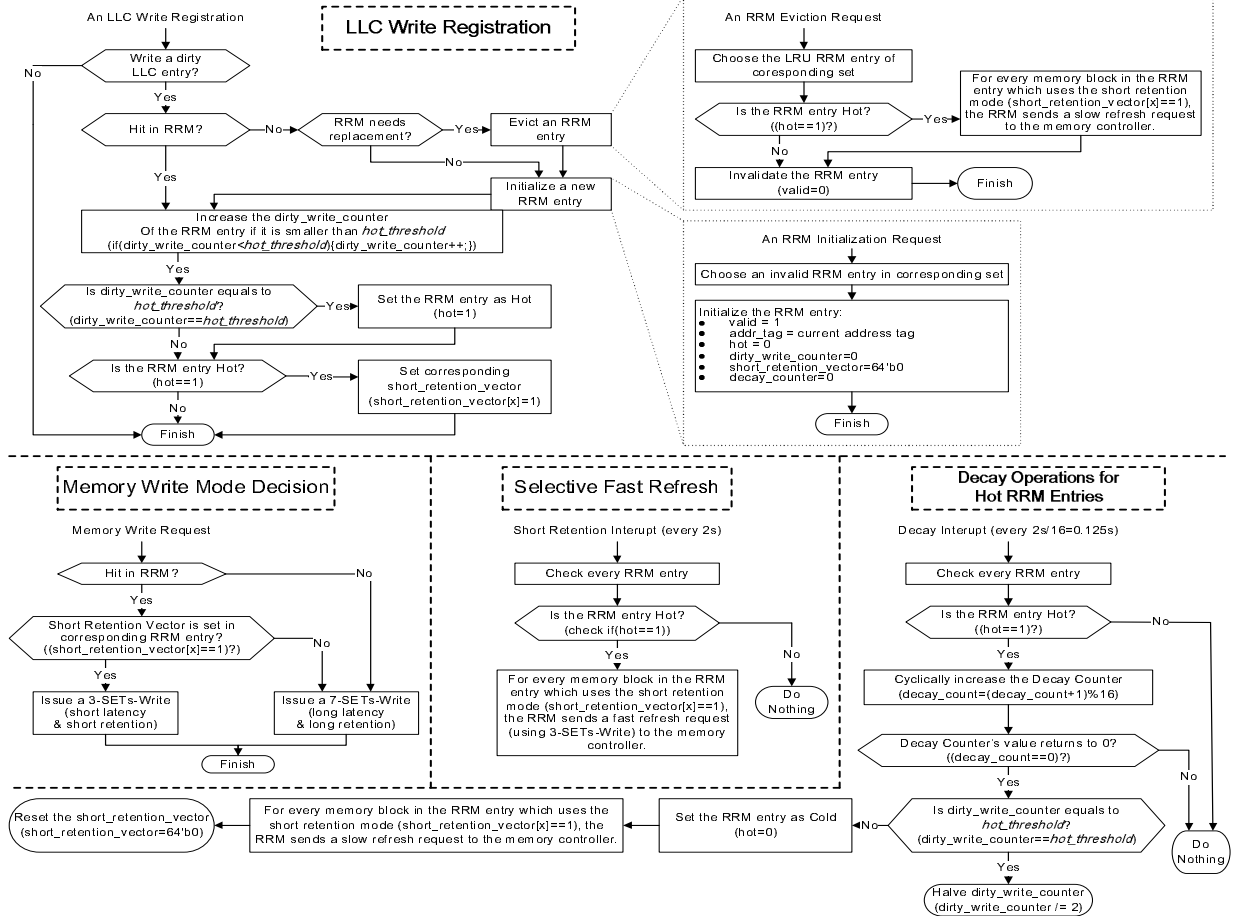 An LLC Write Registration
LLC Write Registration
Write a dirty
LLC entry?
No
Yes
Hit in RRM?
No
RRM needs
replacement?
Yes
Evict an RRM
entry
No
Yes
Initialize a new
RRM entry
Increase the dirty_write_counter
Of the RRM entry if it is smaller than hot_threshold
(if(dirty_write_counter<hot_threshold){dirty_write_counter++;})
Yes
Is dirty_write_counter equals to
hot_threshold?
(dirty_write_counter==hot_threshold)
Yes
Set the RRM entry as Hot
(hot=1)
No
Is the RRM entry Hot?
(hot==1)
Yes
Set corresponding
short_retention_vector
(short_retention_vector[x]=1)
No
Finish
An RRM Eviction Request
Choose the LRU RRM entry of
coresponding set
Is the RRM entry Hot?
((hot==1)?)
Yes
For every memory block in the RRM
entry which uses the short retention
mode (short_retention_vector[x]==1),
the RRM sends a slow refresh request
to the memory controller.
No
Invalidate the RRM entry
(valid=0)
Finish
An RRM Initialization Request
Choose an invalid RRM entry in corresponding set
Initialize the RRM entry:
● valid = 1
● addr_tag = current address tag
● hot = 0
● dirty_write_counter=0
● short_retention_vector=64'b0
● decay_counter=0
Finish
Memory Write Mode Decision
Memory Write Request
Hit in RRM?
No
Yes
Short Retention Vector is set in
corresponding RRM entry?
((short_retention_vector[x]==1)?)
No
Yes
Issue a 3-SETs-Write
(short latency
& short retention)
Issue a 7-SETs-Write
(long latency
& long retention)
Finish
Selective Fast Refresh
Short Retention Interupt (every 2s)
Check every RRM entry
Is the RRM entry Hot?
(check if(hot==1))
Yes
No
For every memory block in the RRM
entry which uses the short retention
mode (short_retention_vector[x]==1),
the RRM sends a fast refresh request
(using 3-SETs-Write) to the memory
controller.
Do
Nothing
Decay Operations for
Hot RRM Entries
Decay Interupt (every 2s/16=0.125s)
Check every RRM entry
Is the RRM entry Hot?
((hot==1)?)
No
Yes
Cyclically increase the Decay Counter
(decay_count=(decay_count+1)%16)
Decay Counter's value returns to 0?
((decay_count==0)?)
No
Yes
Is dirty_write_counter equals to
hot_threshold?
(dirty_write_counter==hot_threshold)
Do
Nothing
No
Set the RRM entry as Cold
(hot=0)
For every memory block in the RRM entry which uses the
short retention mode (short_retention_vector[x]==1), the
RRM sends a slow refresh request to the memory controller.
Reset the short_retention_vector
(short_retention_vector=64'b0)
Yes
Halve dirty_write_counter
(dirty_write_counter /= 2)